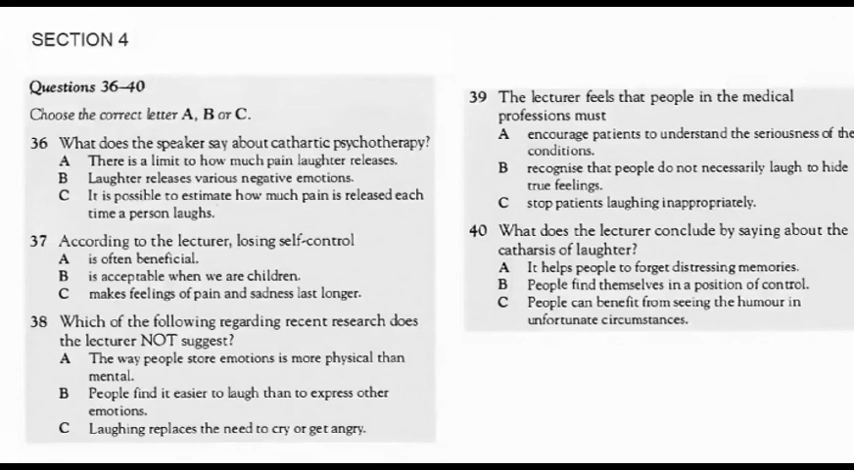 SECTION 4
Questions 36–40
Choose the correct letter A, B or C.
36 What does the speaker say about cathartic psychotherapy?
A There is a limit to how much pain laughter releases.
B Laughter releases various negative emotions.
C It is possible to estimate how much pain is released each
time a person laughs.
37 According to the lecturer, losing self-control
A is often beneficial.
B is acceptable when we are children.
C makes feelings of pain and sadness last longer.
38 Which of the following regarding recent research does
the lecturer NOT suggest?
A The way people store emotions is more physical than
mental.
B People find it easier to laugh than to express other
emotions.
C Laughing replaces the need to cry or get angry.
39 The lecturer feels that people in the medical
professions must
A encourage patients to understand the seriousness of the
conditions.
B recognise that people do not necessarily laugh to hide
true feelings.
C stop patients laughing inappropriately.
40 What does the lecturer conclude by saying about the
catharsis of laughter?
A It helps people to forget distressing memories.
B People find themselves in a position of control.
C People can benefit from seeing the humour in
unfortunate circumstances.